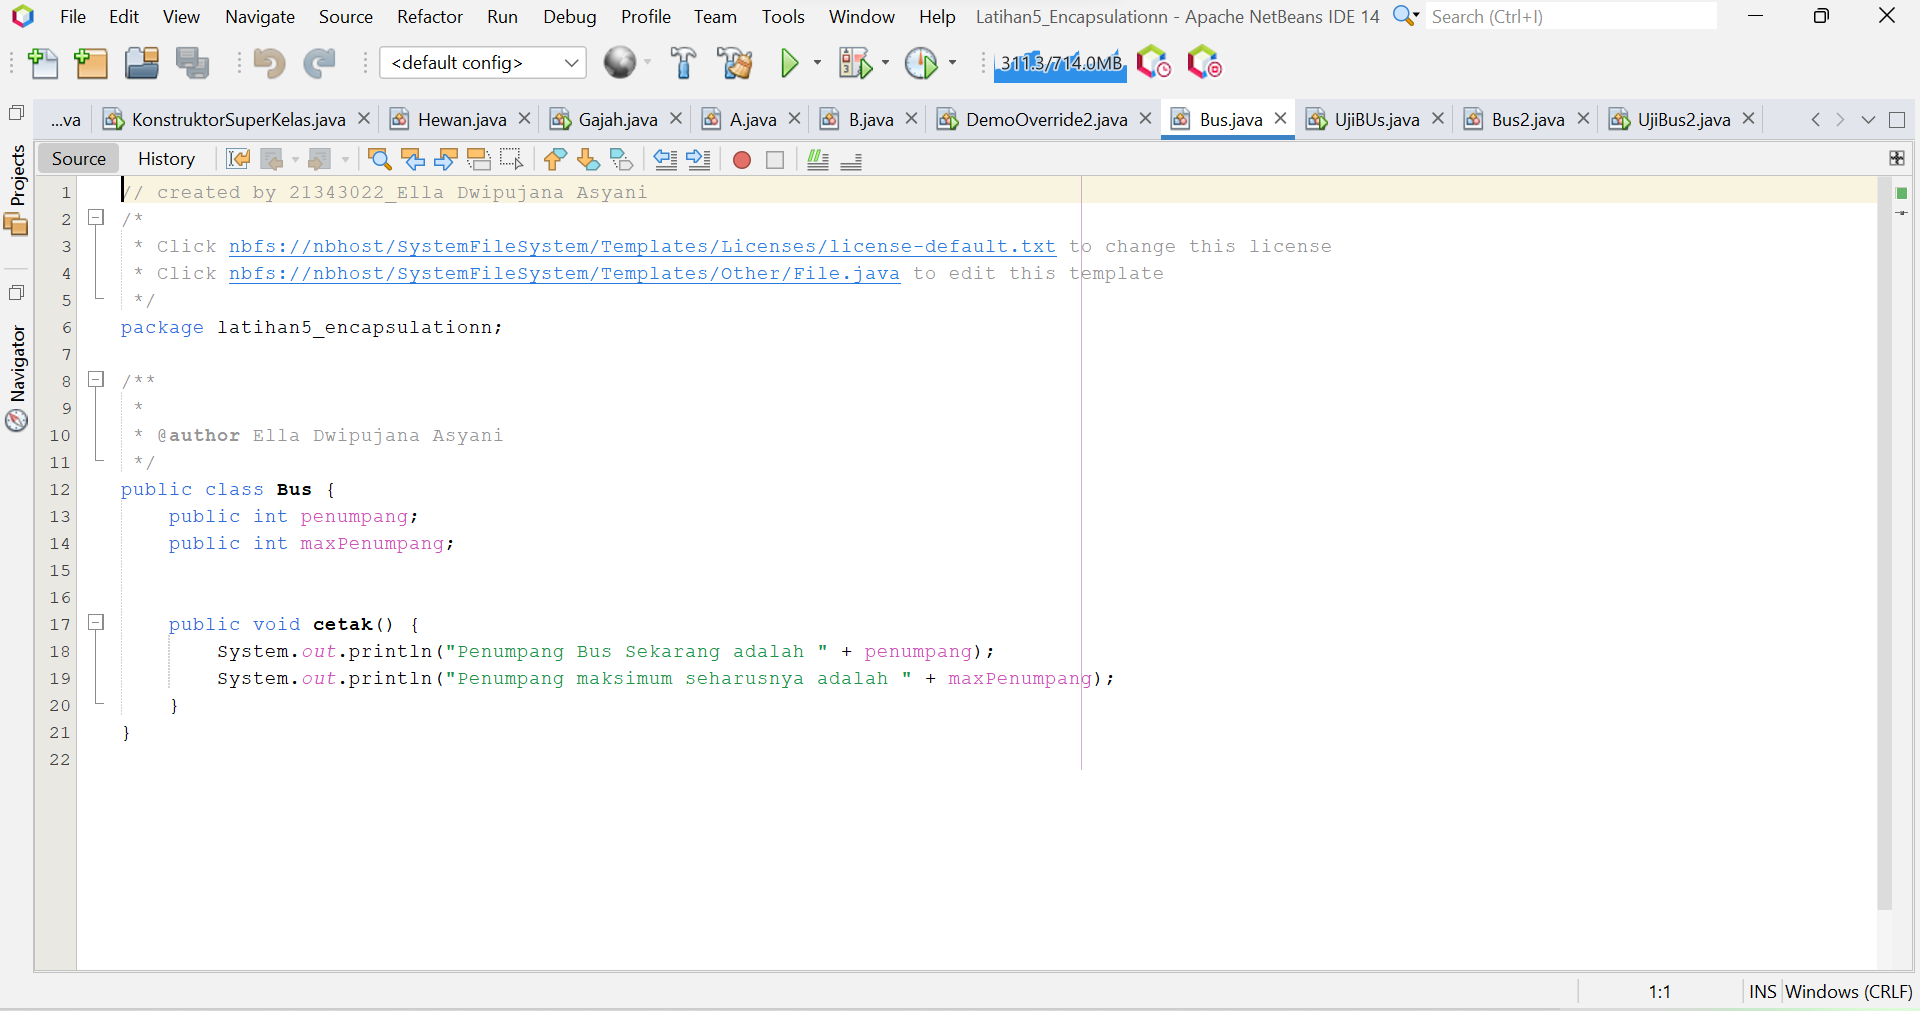 File Edit View Navigate Source Refactor Run Debug Profile Team Tools Window Help Latihan5_Encapsulationn - Apache NetBeans IDE 14 Search (Ctrl+I)
<default config> 311.3/714.0MB
...va KonstruktorSuperKelas.java Hewan.java Gajah.java A.java B.java DemoOverride2.java Bus.java UjiBUs.java Bus2.java UjiBus2.java
Source History
Projects
Navigator
1 // created by 21343022_Ella Dwipujana Asyani
2 /*
3 * Click nbfs://nbhost/SystemFileSystem/Templates/Licenses/license-default.txt to change this license
4 * Click nbfs://nbhost/SystemFileSystem/Templates/Other/File.java to edit this template
5 */
6 package latihan5_encapsulationn;
7
8 /**
9 *
10 * @author Ella Dwipujana Asyani
11 */
12 public class Bus {
13 public int penumpang;
14 public int maxPenumpang;
15
16
17 public void cetak() {
18 System.out.println("Penumpang Bus Sekarang adalah " + penumpang);
19 System.out.println("Penumpang maksimum seharusnya adalah " + maxPenumpang);
20 }
21 }
22
1:1 INS Windows (CRLF)